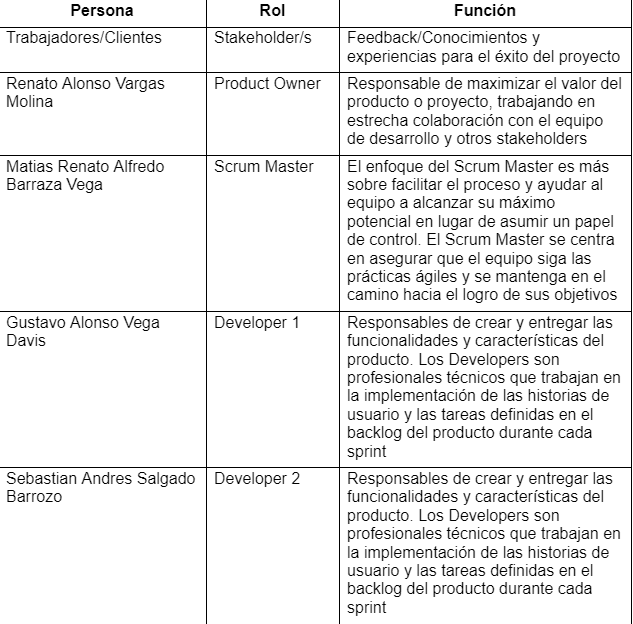 Persona Rol Función
Trabajadores/Clientes Stakeholder/s Feedback/Conocimientos y
experiencias para el éxito del proyecto
Renato Alonso Vargas Product Owner Responsable de maximizar el valor del
Molina producto o proyecto, trabajando en
estrecha colaboración con el equipo
de desarrollo y otros stakeholders
Matias Renato Alfredo Scrum Master El enfoque del Scrum Master es más
Barraza Vega sobre facilitar el proceso y ayudar al
equipo a alcanzar su máximo
potencial en lugar de asumir un papel
de control. El Scrum Master se centra
en asegurar que el equipo siga las
prácticas ágiles y se mantenga en el
camino hacia el logro de sus objetivos
Gustavo Alonso Vega Developer 1 Responsables de crear y entregar las
Davis funcionalidades y características del
producto. Los Developers son
profesionales técnicos que trabajan en
la implementación de las historias de
usuario y las tareas definidas en el
backlog del producto durante cada
sprint
Sebastian Andres Salgado Developer 2 Responsables de crear y entregar las
Barrozo funcionalidades y características del
producto. Los Developers son
profesionales técnicos que trabajan en
la implementación de las historias de
usuario y las tareas definidas en el
backlog del producto durante cada
sprint